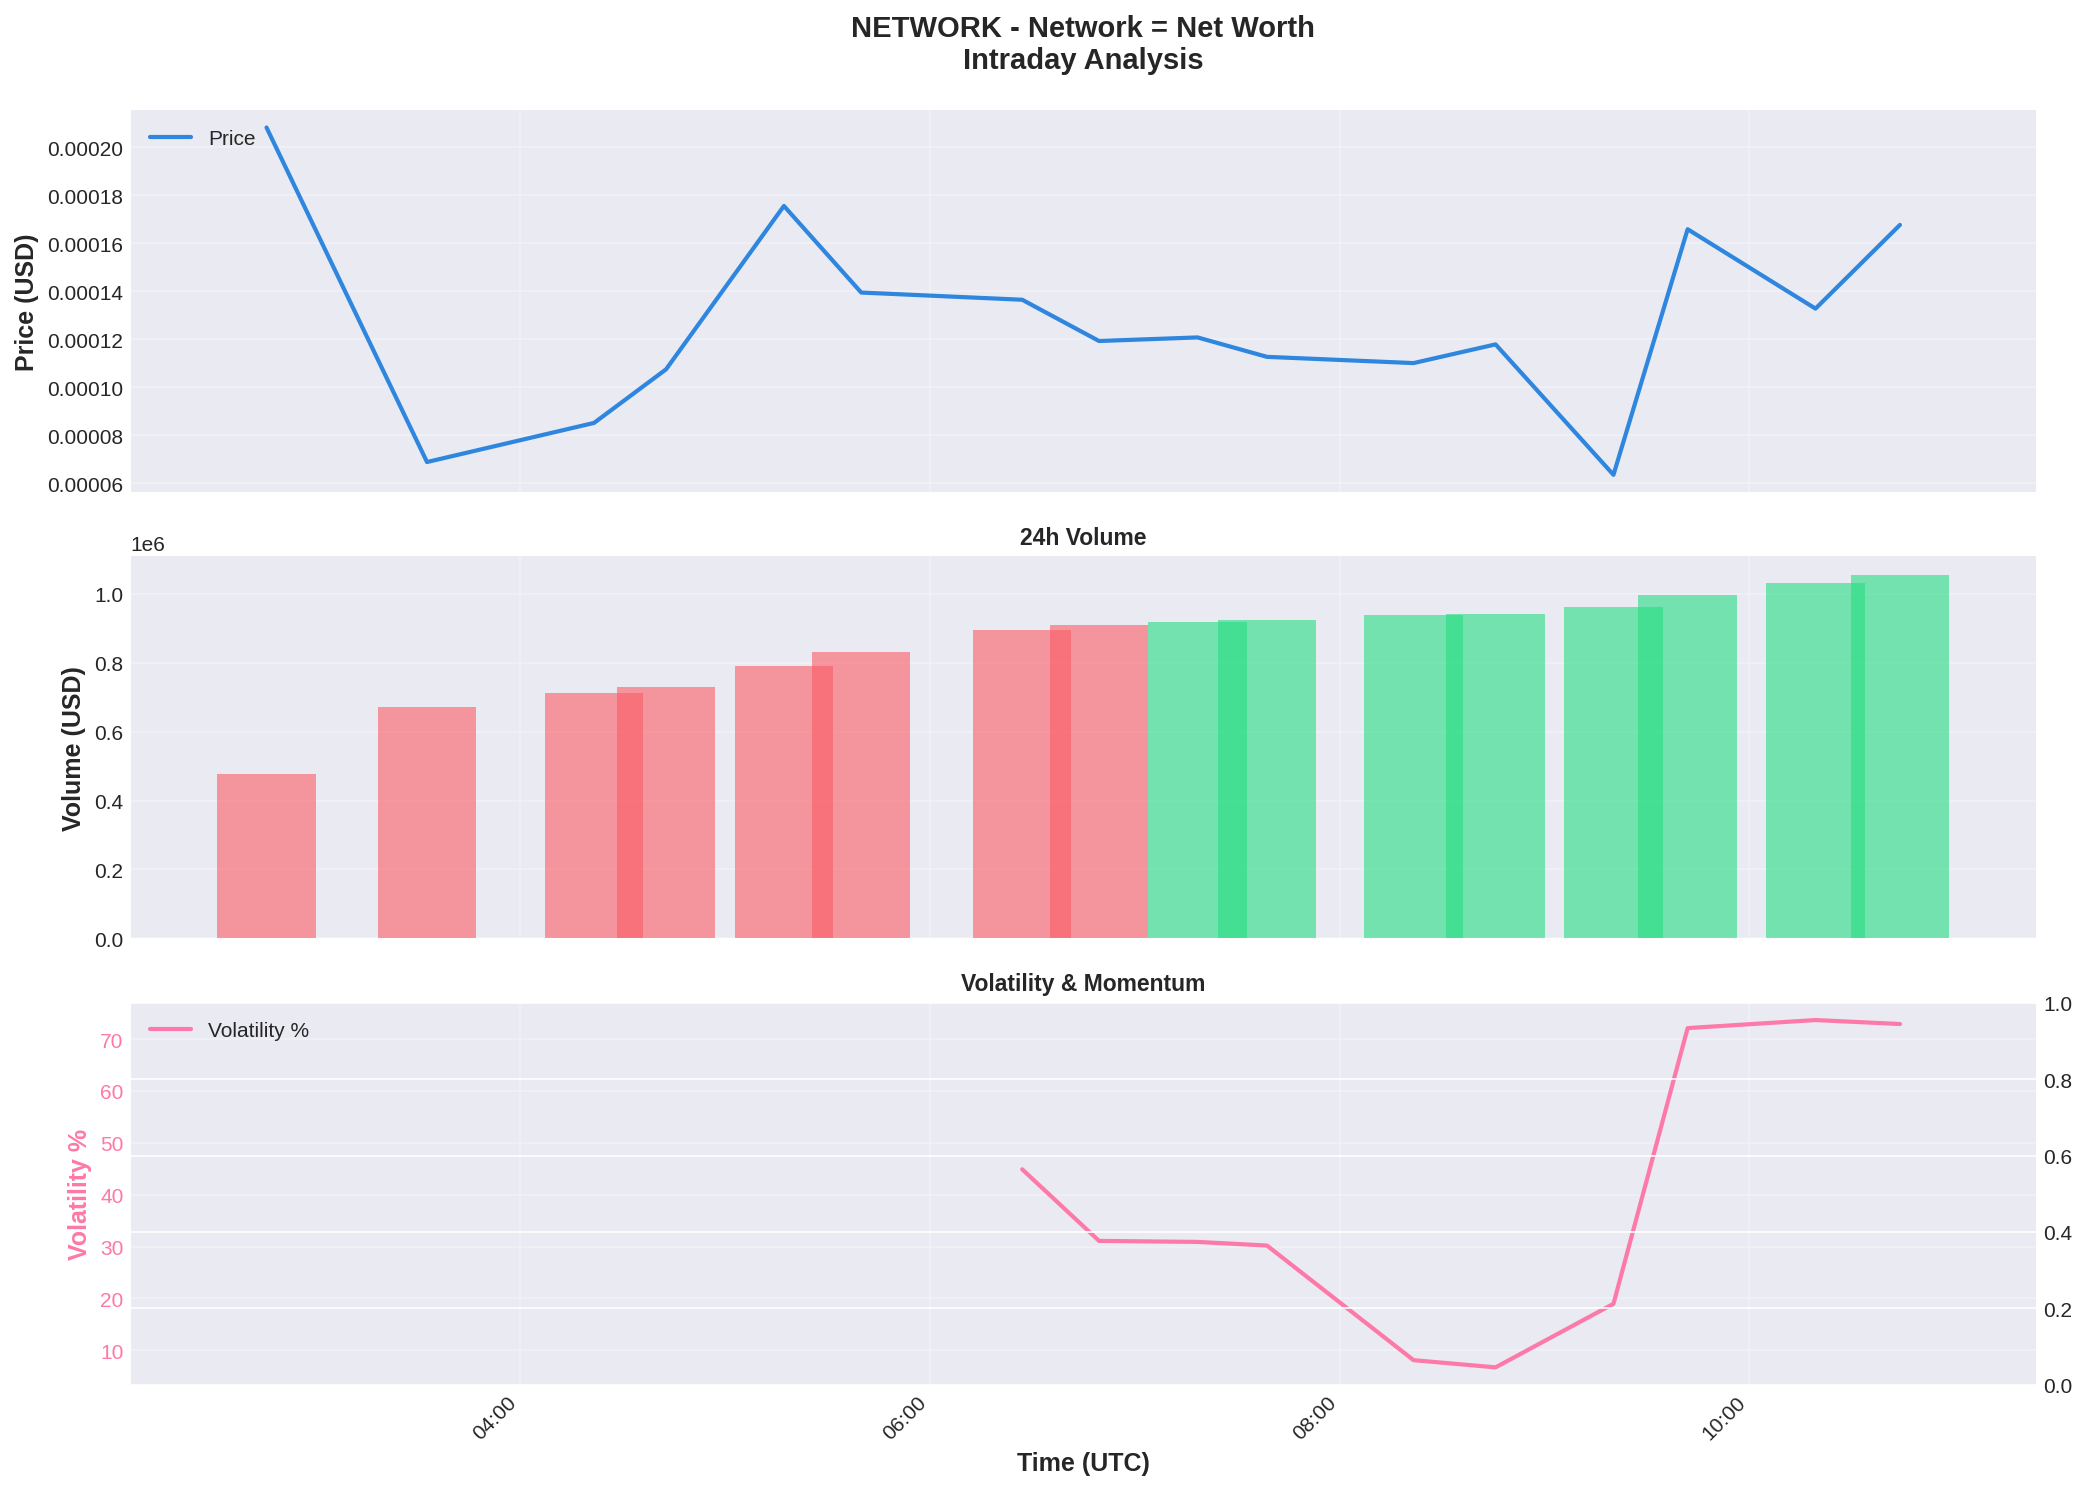 NETWORK - Network = Net Worth
Intraday Analysis
Price
0.00020
0.00018
0.00016
0.00014
0.00012
0.00010
0.00008
0.00006
Price (USD)
24h Volume
1e6
1.0
0.8
0.6
0.4
0.2
0.0
Volume (USD)
Volatility & Momentum
Volatility %
70
60
50
40
30
20
10
Volatility %
1.0
0.8
0.6
0.4
0.2
0.0
04:00
06:00
08:00
10:00
Time (UTC)